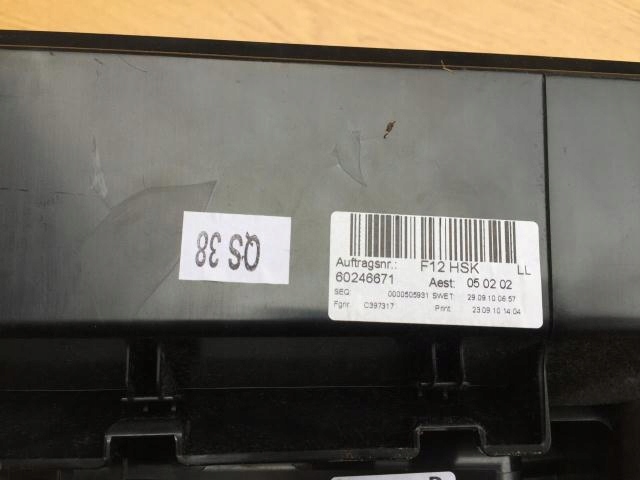 QS 38
Auftragsnr.: F12 HSK LL
60246671 Aest: 05 02 02
SEQ: 0000505931 SWET: 29.09.10 06:57
Fgnr. C397317 Print: 23.09.10 14:04